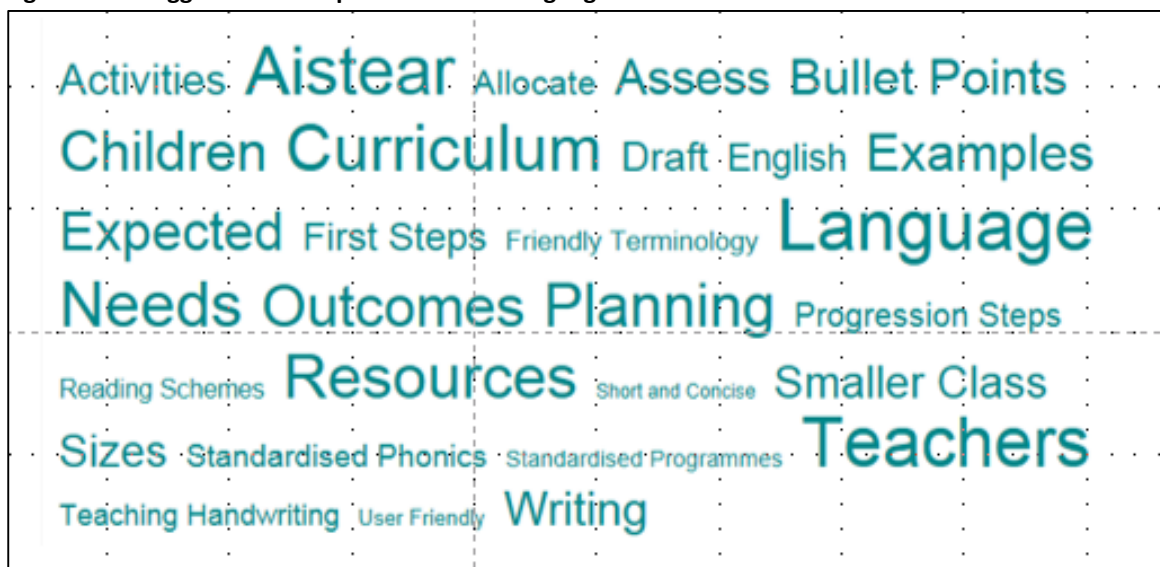 Activities Aistear Allocate Assess Bullet Points
Children Curriculum Draft English Examples
Expected First Steps Friendly Terminology Language
Needs Outcomes Planning Progression Steps
Reading Schemes Resources Short and Concise Smaller Class
Sizes Standardised Phonics Standardised Programmes Teachers
Teaching Handwriting User Friendly Writing